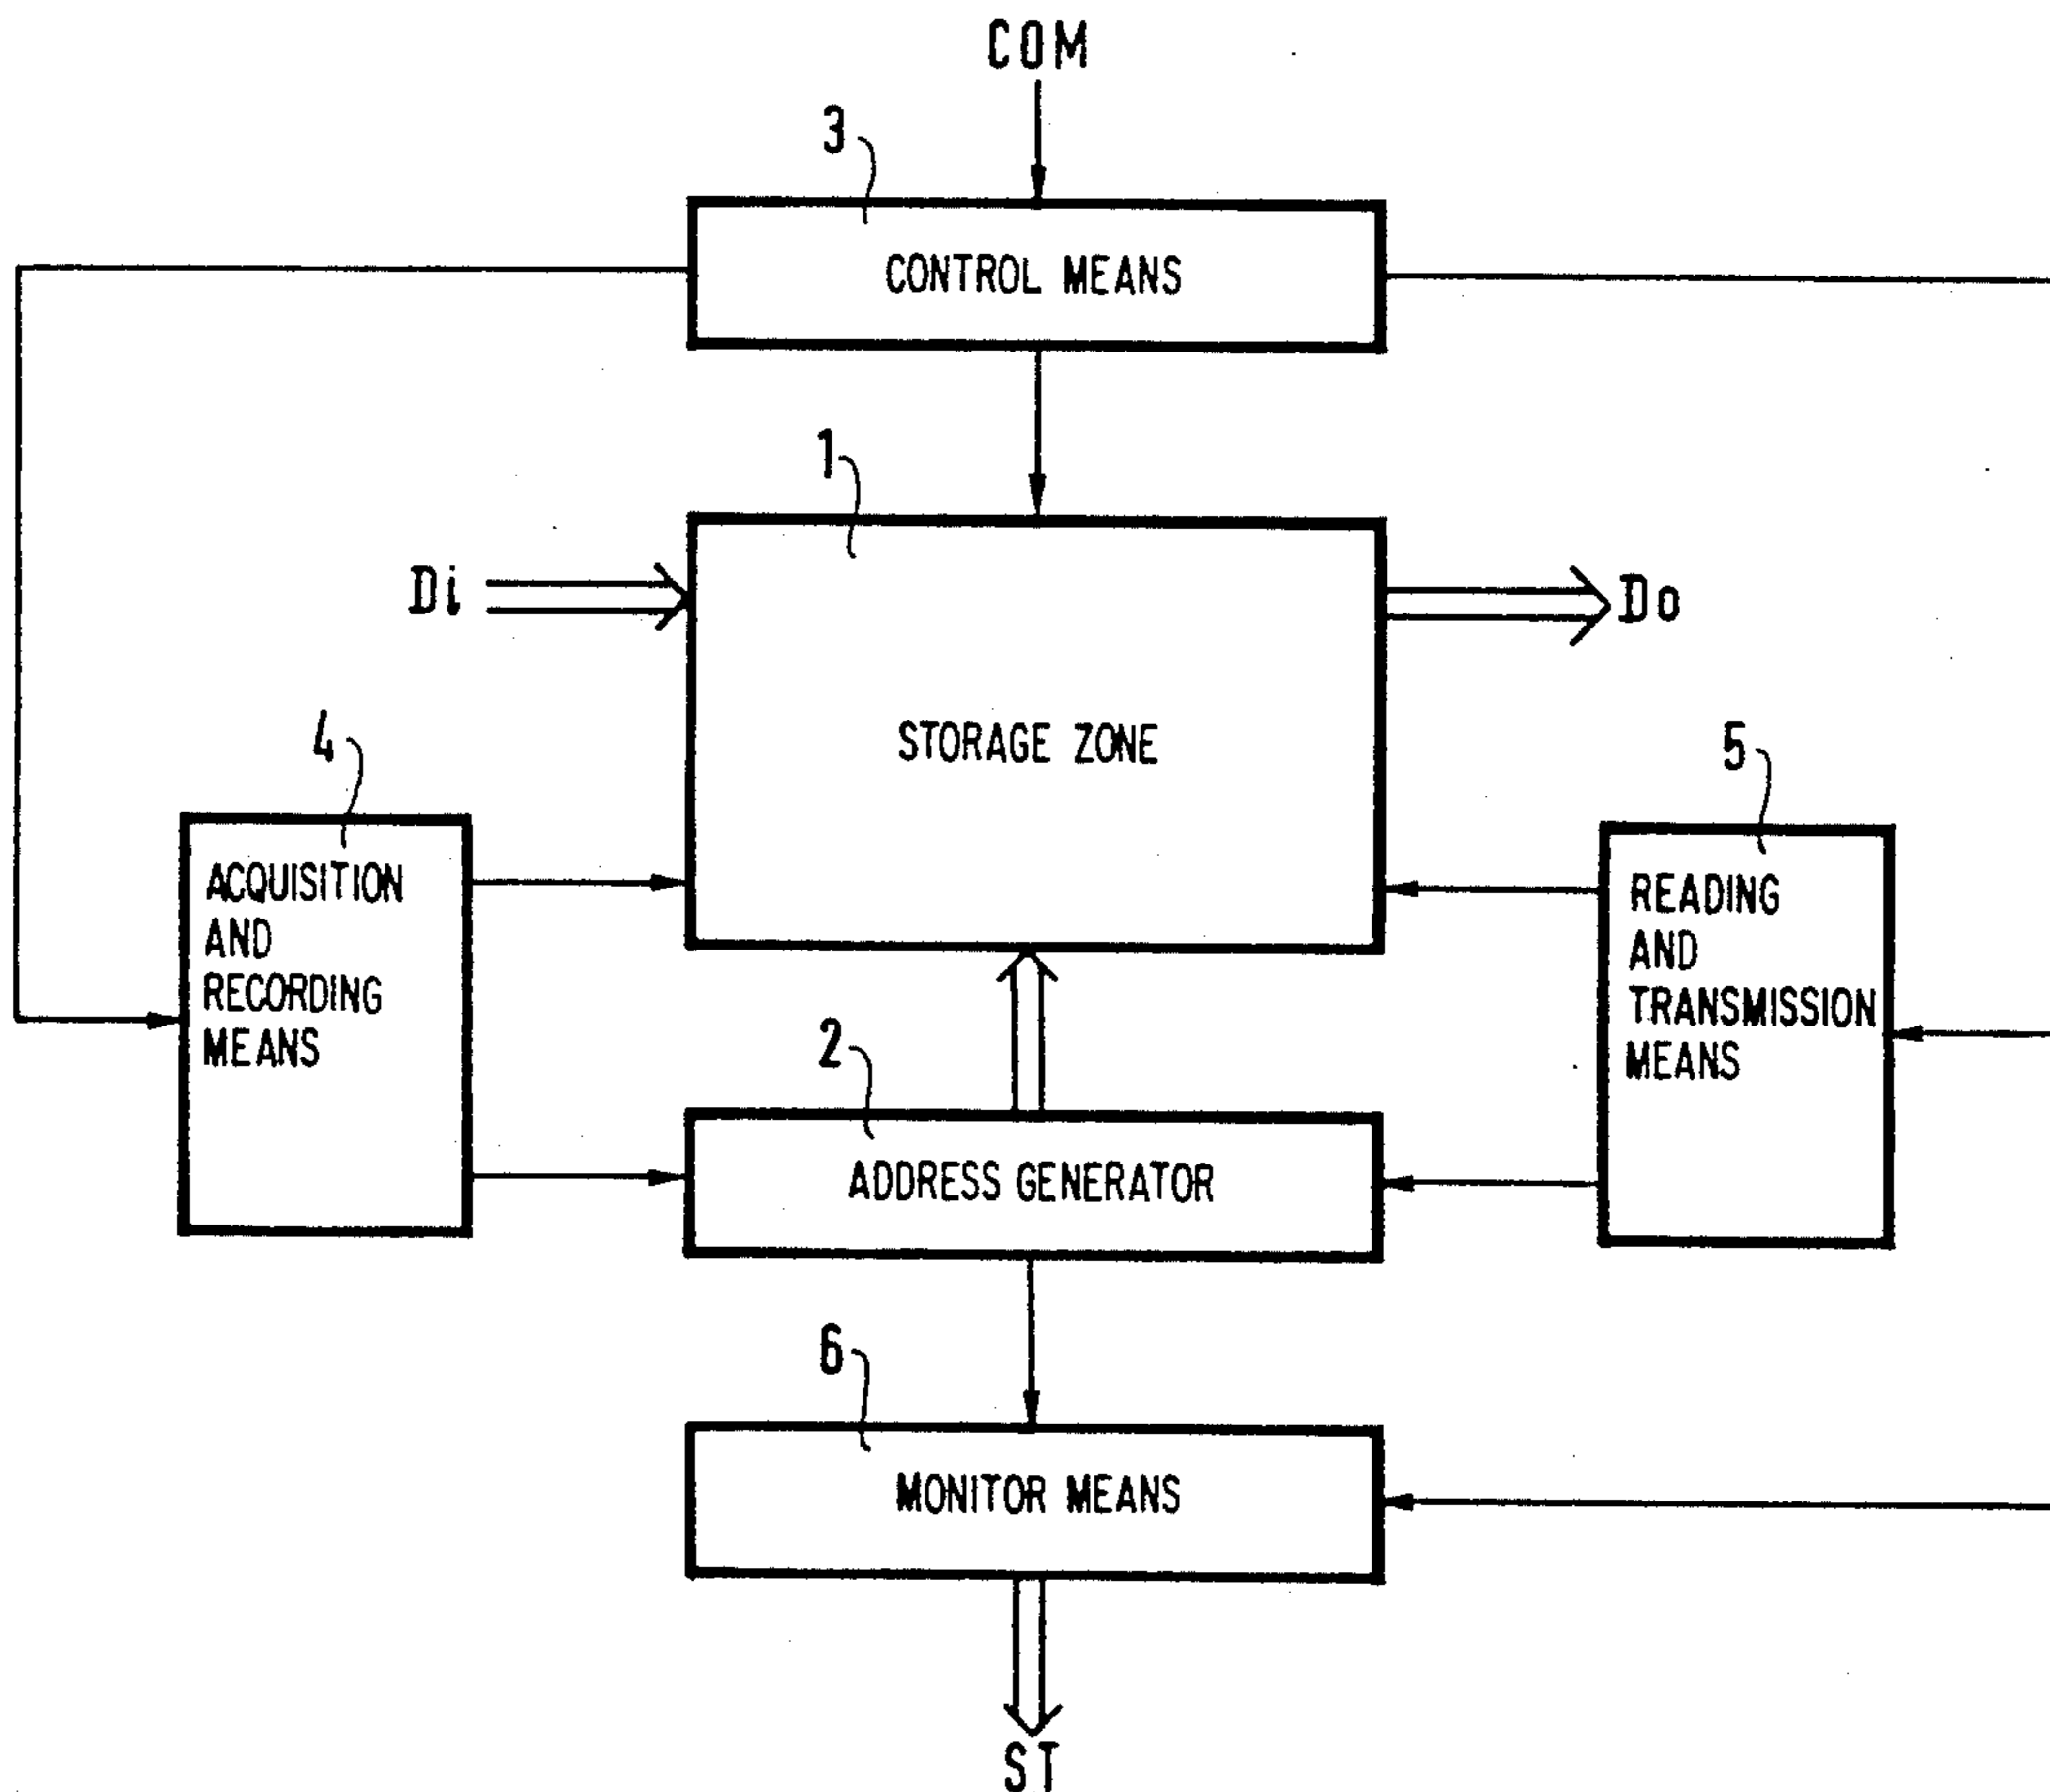 COM
3
CONTROL MEANS
1
Di
Do
STORAGE ZONE
4
5
ACQUISITION
AND
RECORDING
MEANS
READING
AND
TRANSMISSION
MEANS
2
ADDRESS GENERATOR
6
MONITOR MEANS
ST